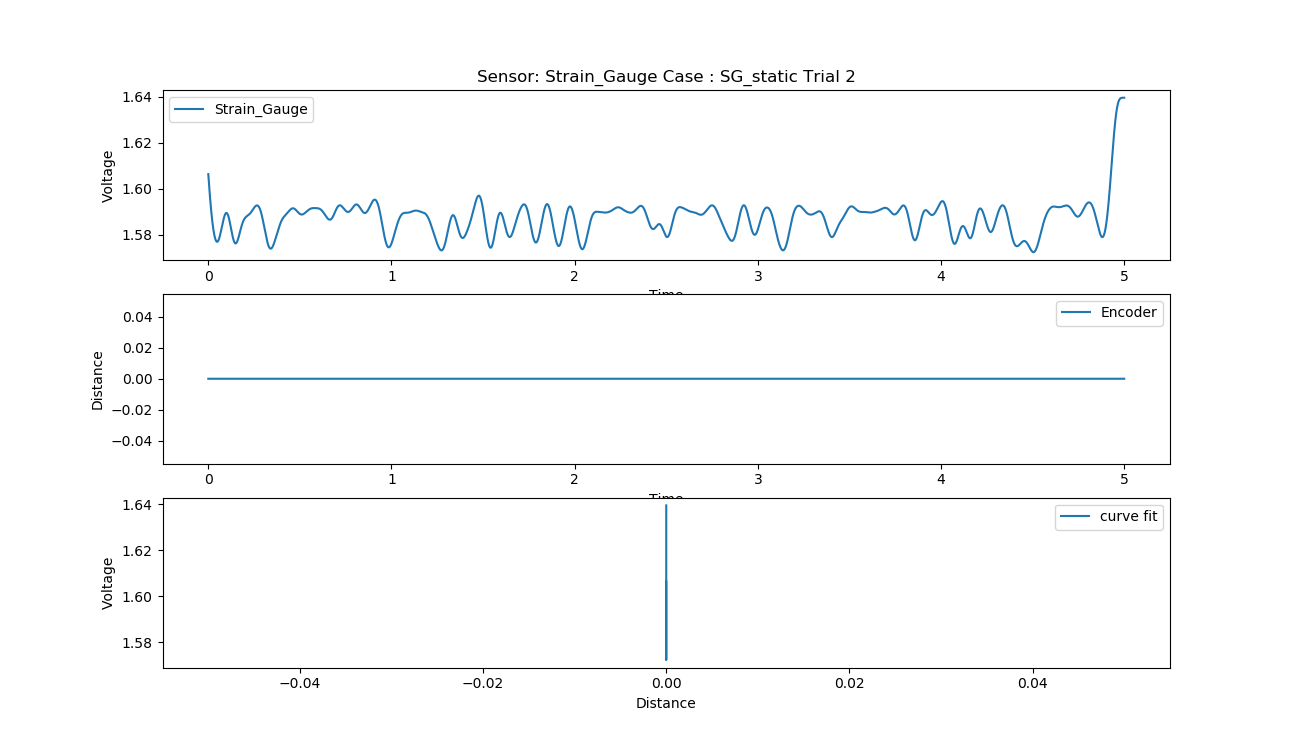 Sensor: Strain_Gauge Case : SG_static Trial 2
1.64
1.62
1.60
1.58
Voltage
Strain_Gauge
0 1 2 3 4 5
Time
0.04
0.02
0.00
−0.02
−0.04
Distance
Encoder
0 1 2 3 4 5
Time
1.64
1.62
1.60
1.58
Voltage
curve fit
−0.04 −0.02 0.00 0.02 0.04
Distance